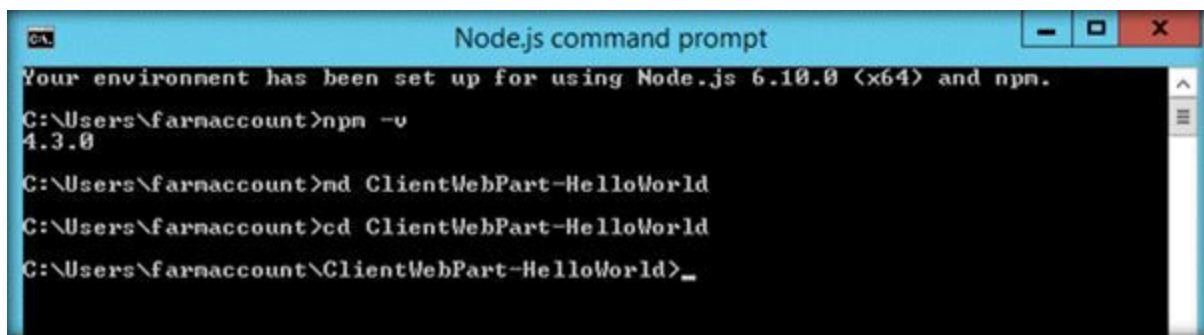 Node.js command prompt
Your environment has been set up for using Node.js 6.10.0 (x64) and npm.
C:\Users\farmaccount>npm -v
4.3.0
C:\Users\farmaccount>md ClientWebPart-HelloWorld
C:\Users\farmaccount>cd ClientWebPart-HelloWorld
C:\Users\farmaccount\ClientWebPart-HelloWorld>_